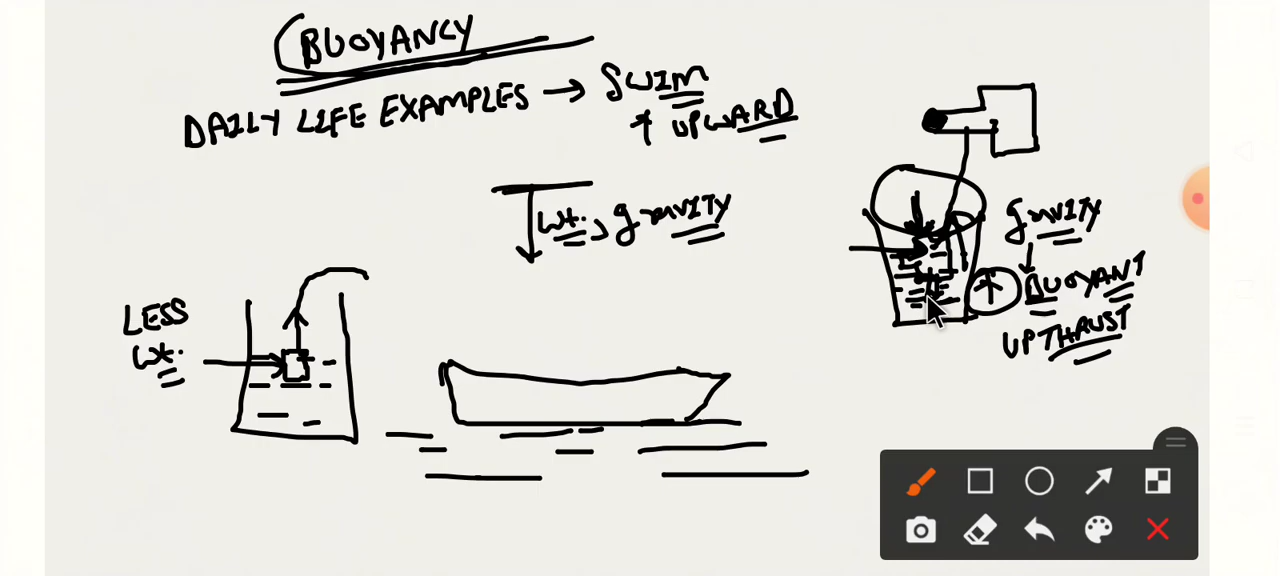 BUOYANCY
DAILY LIFE EXAMPLES → SWIM
↑ UPWARD
Wt. → gravity
gravity
BUOYANT
UPTHRUST
LESS
Wt.